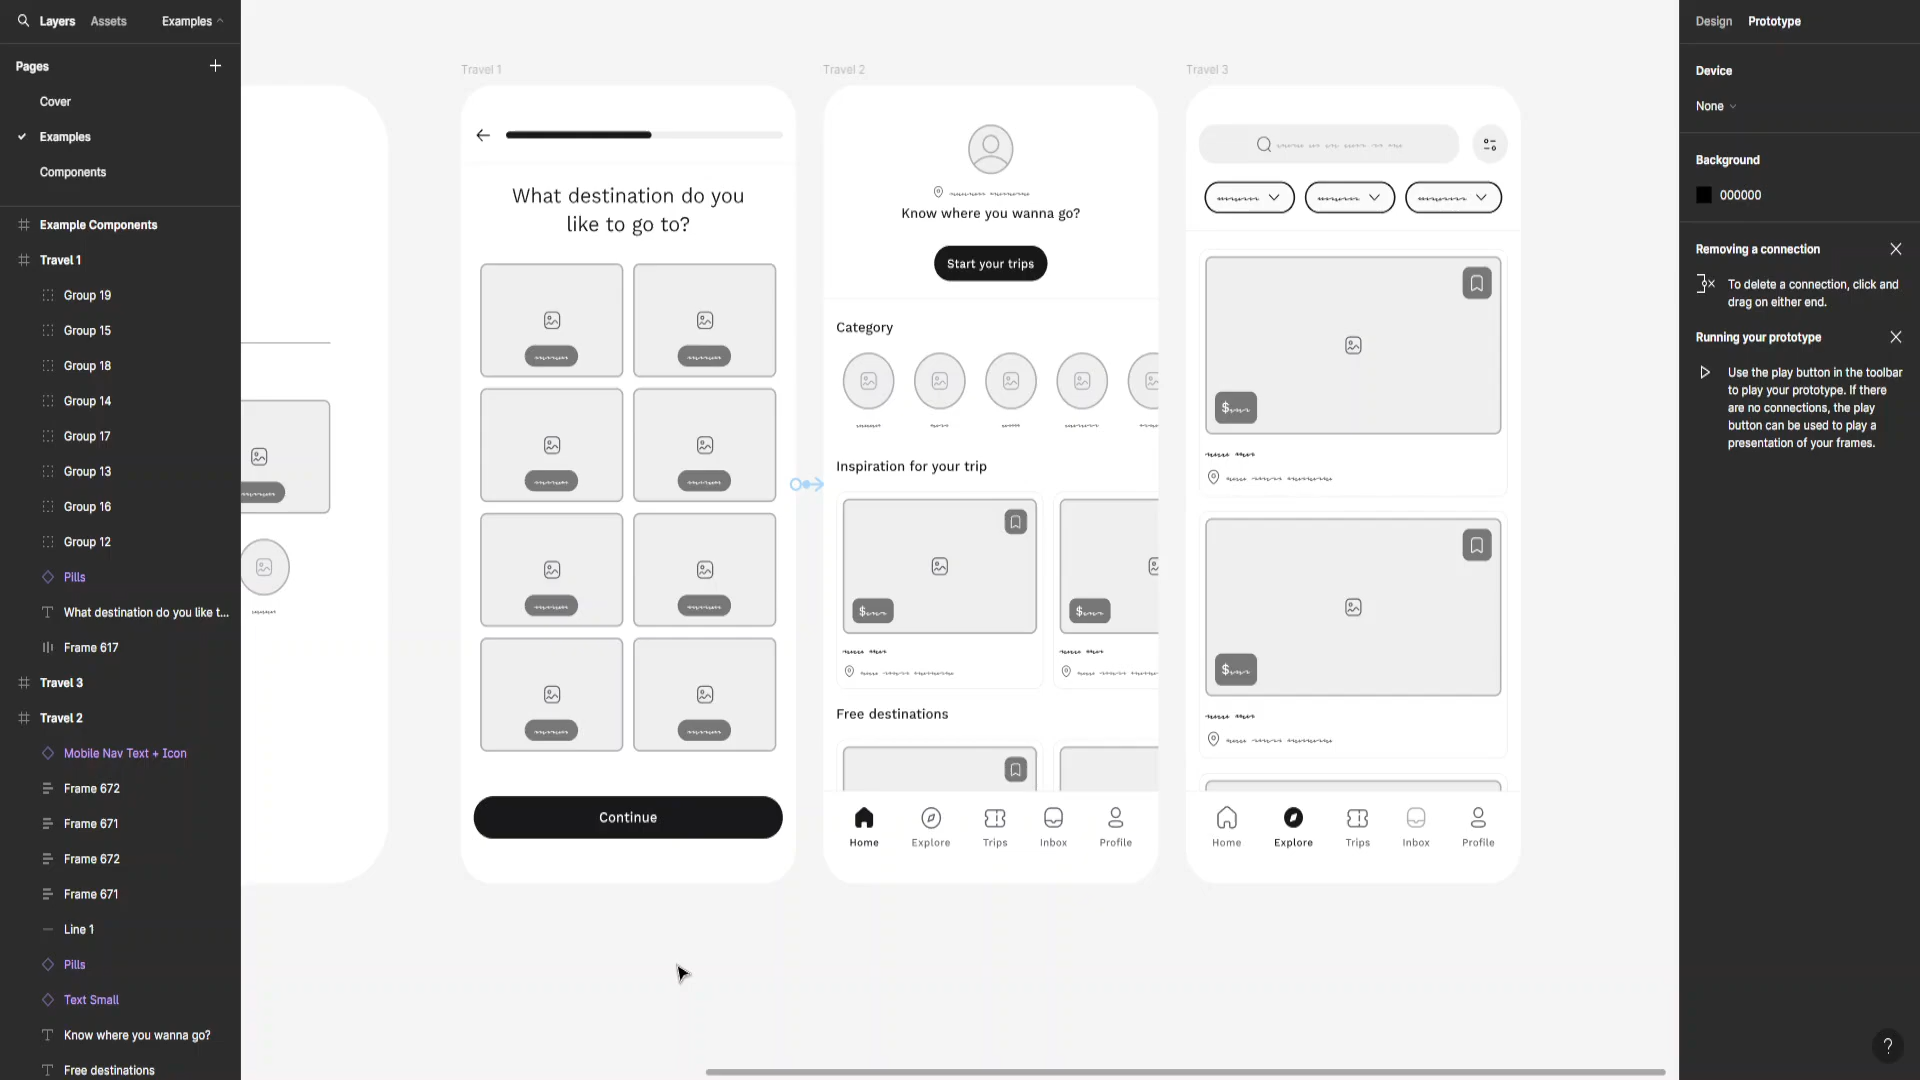 Layers
Assets
Examples
Pages
Cover
Examples
Components
Example Components
Travel 1
Group 19
Group 15
Group 18
Group 14
Group 17
Group 13
Group 16
Group 12
Pills
What destination do you like t...
Frame 617
Travel 3
Travel 2
Mobile Nav Text + Icon
Frame 672
Frame 671
Frame 672
Frame 671
Line 1
Pills
Text Small
Know where you wanna go?
Free destinations
Travel 1
What destination do you
like to go to?
Continue
Travel 2
Know where you wanna go?
Start your trips
Category
Inspiration for your trip
$
$
Free destinations
Home
Explore
Trips
Inbox
Profile
Travel 3
$
$
Home
Explore
Trips
Inbox
Profile
Design
Prototype
Device
None
Background
000000
Removing a connection
To delete a connection, click and
drag on either end.
Running your prototype
Use the play button in the toolbar
to play your prototype. If there
are no connections, the play
button can be used to play a
presentation of your frames.
?